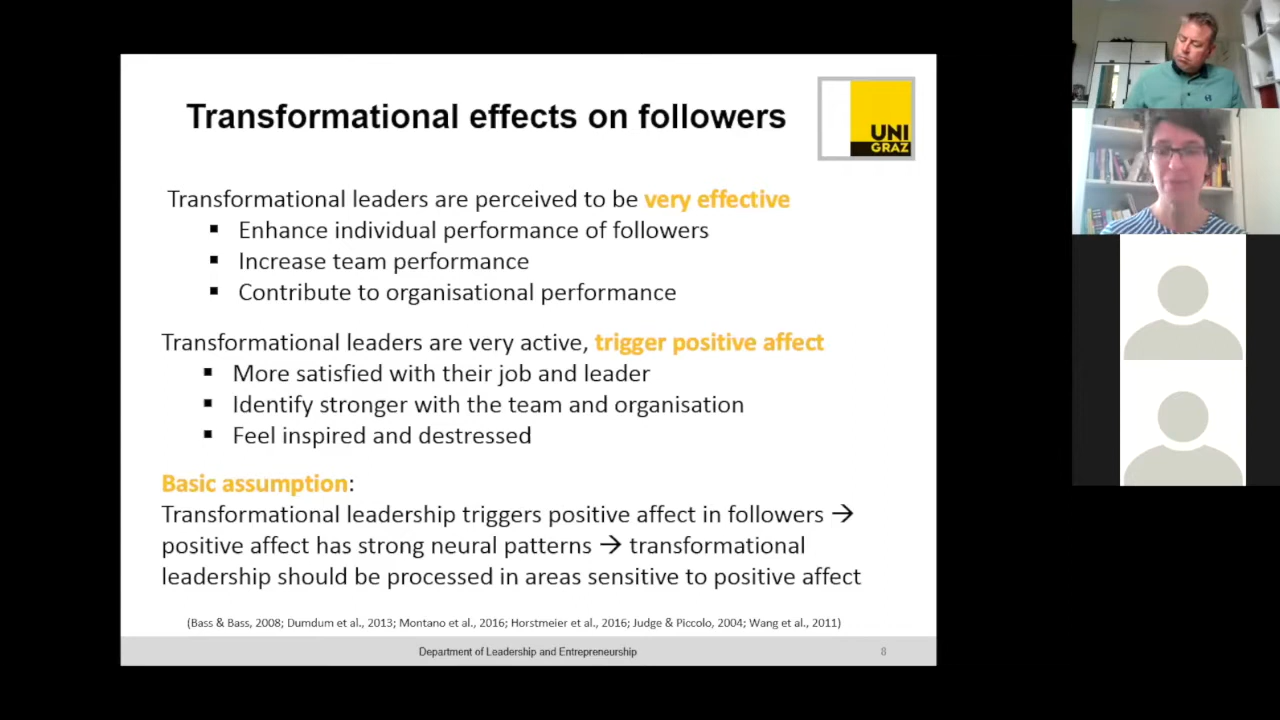 Transformational effects on followers
UNI
GRAZ
Transformational leaders are perceived to be very effective
▪ Enhance individual performance of followers
▪ Increase team performance
▪ Contribute to organisational performance
Transformational leaders are very active, trigger positive affect
▪ More satisfied with their job and leader
▪ Identify stronger with the team and organisation
▪ Feel inspired and destressed
Basic assumption:
Transformational leadership triggers positive affect in followers →
positive affect has strong neural patterns → transformational
leadership should be processed in areas sensitive to positive affect
(Bass & Bass, 2008; Dumdum et al., 2013; Montano et al., 2016; Horstmeier et al., 2016; Judge & Piccolo, 2004; Wang et al., 2011)
Department of Leadership and Entrepreneurship 8